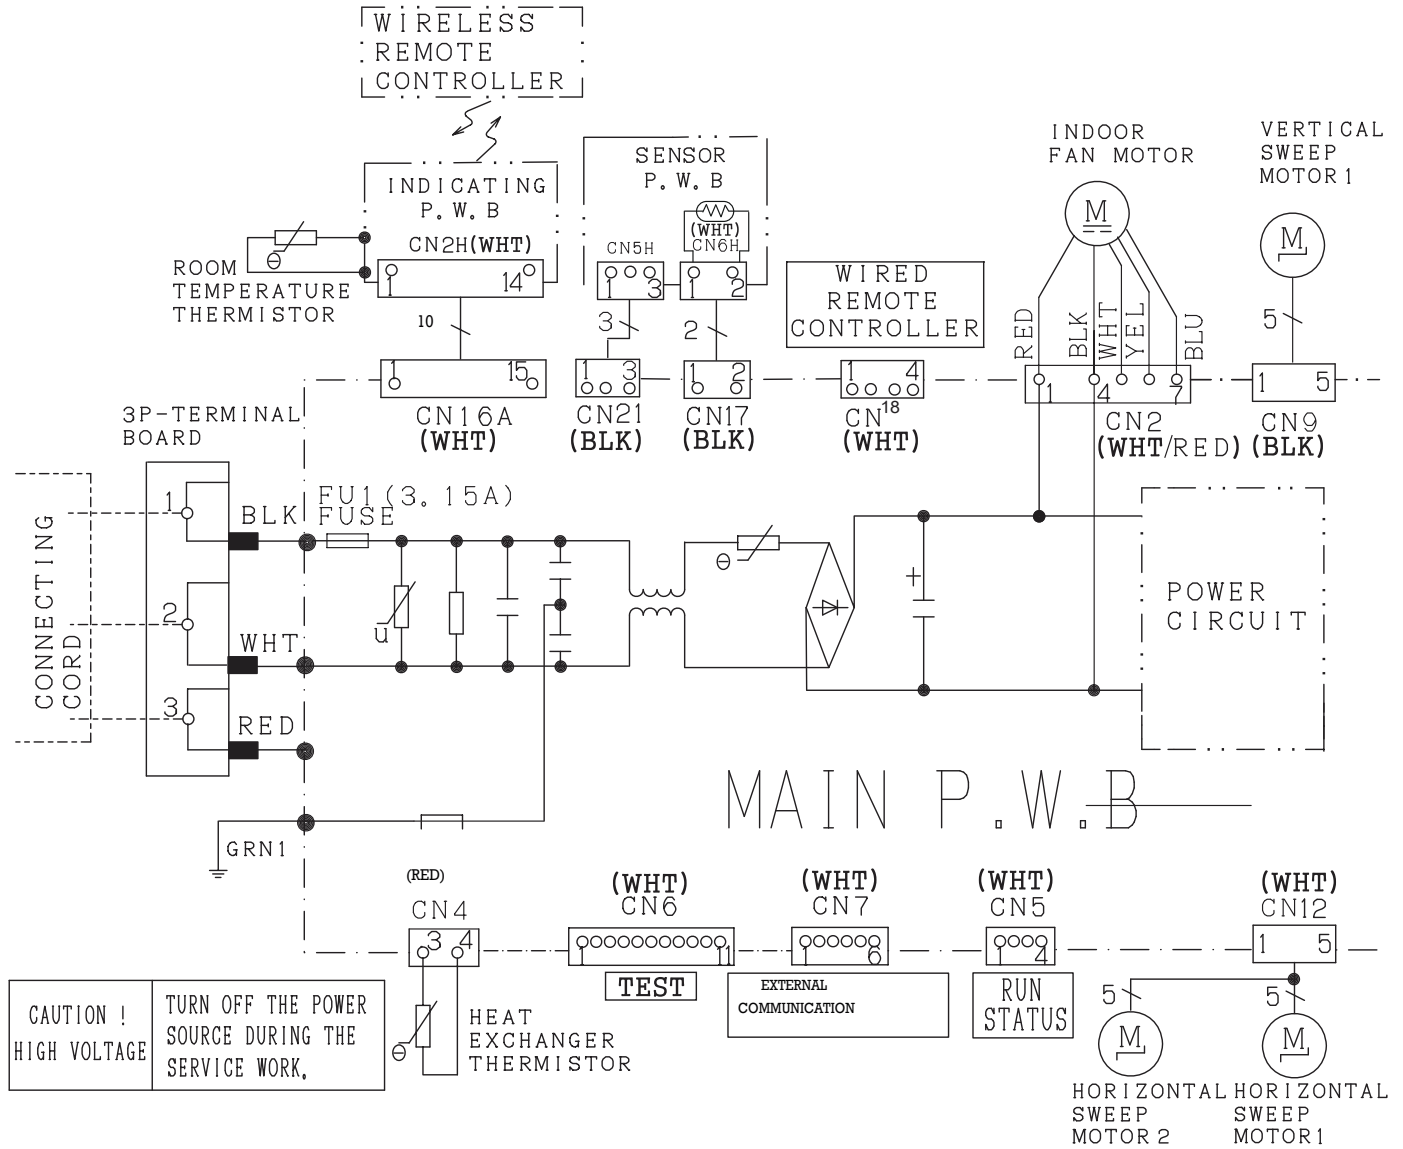 WIRELESS
REMOTE
CONTROLLER
INDICATING
P.W.B
CN2H(WHT)
1 14
ROOM
TEMPERATURE
THERMISTOR
10
1 15
CN16A
(WHT)
SENSOR
P.W.B
(WHT)
CN5H CN6H
1 3 1 2
3 2
1 3 1 2
CN21 CN17
(BLK) (BLK)
WIRED
REMOTE
CONTROLLER
1 4
CN18
(WHT)
INDOOR
FAN MOTOR
M
RED BLK WHT YEL BLU
1 4 7
CN2
(WHT/RED)
VERTICAL
SWEEP
MOTOR1
M
5
1 5
CN9
(BLK)
3P-TERMINAL
BOARD
CONNECTING
CORD
1
BLK
2
WHT
3
RED
FU1(3.15A)
FUSE
u
+
POWER
CIRCUIT
MAIN P.W.B
GRN1
(RED)
CN4
3 4
HEAT
EXCHANGER
THERMISTOR
(WHT)
CN6
1 11
TEST
(WHT)
CN7
1 6
EXTERNAL
COMMUNICATION
(WHT)
CN5
1 4
RUN
STATUS
(WHT)
CN12
1 5
5 5
M M
HORIZONTAL
SWEEP
MOTOR2
HORIZONTAL
SWEEP
MOTOR1
CAUTION !
HIGH VOLTAGE
TURN OFF THE POWER
SOURCE DURING THE
SERVICE WORK.